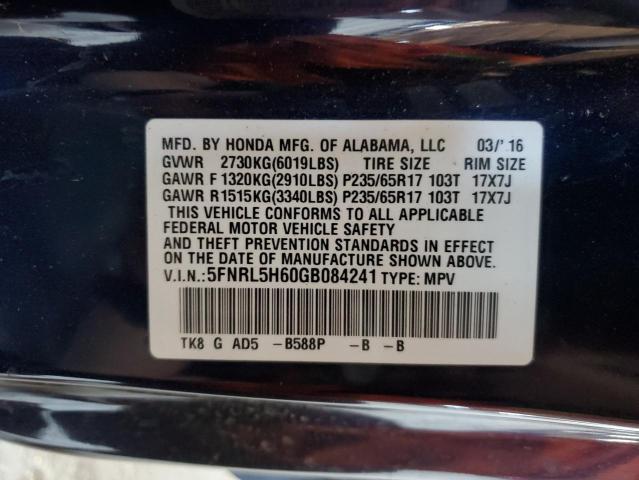 MFD. BY HONDA MFG. OF ALABAMA, LLC 03/'16
GVWR 2730KG(6019LBS) TIRE SIZE RIM SIZE
GAWR F 1320KG(2910LBS) P235/65R17 103T 17X7J
GAWR R1515KG(3340LBS) P235/65R17 103T 17X7J
THIS VEHICLE CONFORMS TO ALL APPLICABLE
FEDERAL MOTOR VEHICLE SAFETY
AND THEFT PREVENTION STANDARDS IN EFFECT
ON THE DATE OF MANUFACTURE SHOWN ABOVE.
V.I.N.:5FNRL5H60GB084241 TYPE: MPV
TK8 G AD5 -B588P -B -B